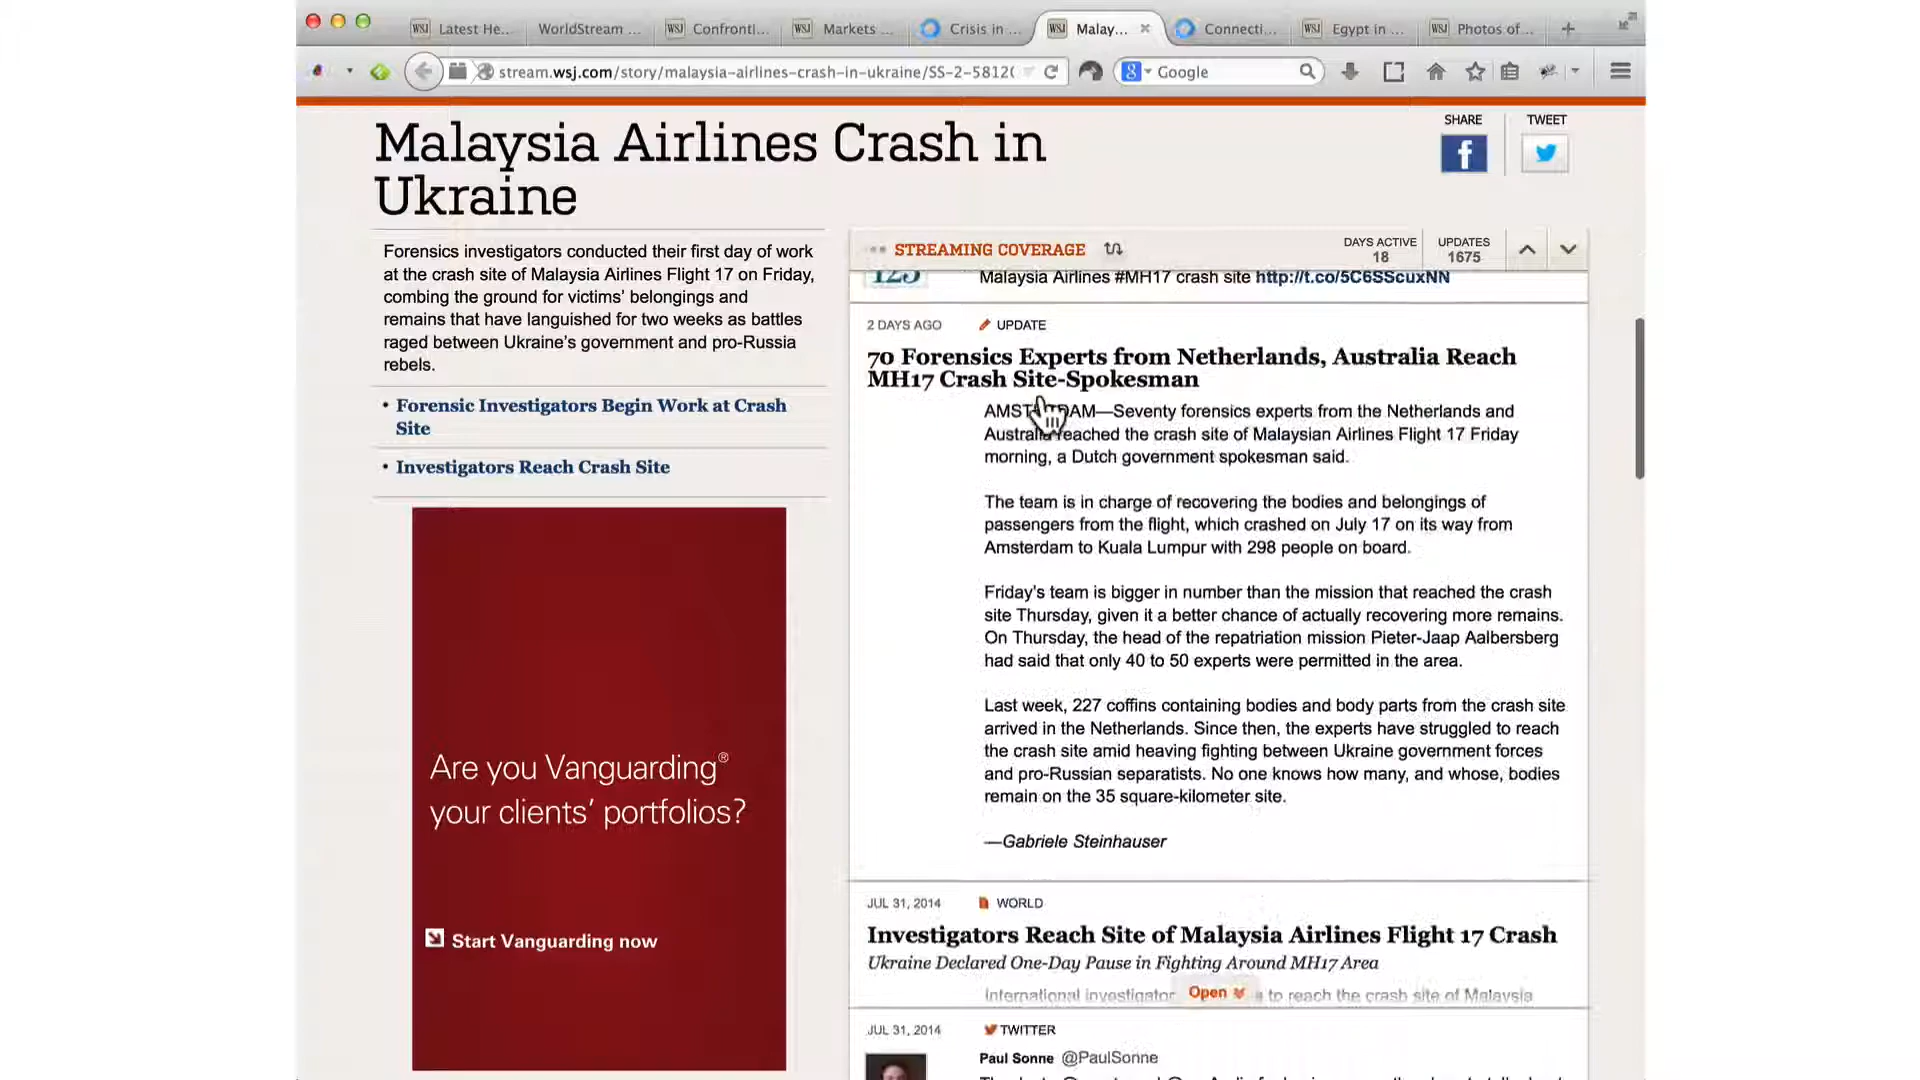 Latest He...
WorldStream ...
Confronti...
Markets ...
Crisis in ...
Malay...
Connecti...
Egypt in ...
Photos of...
stream.wsj.com/story/malaysia-airlines-crash-in-ukraine/SS-2-5812
Google
Malaysia Airlines Crash in
Ukraine
SHARE
TWEET
Forensics investigators conducted their first day of work
at the crash site of Malaysia Airlines Flight 17 on Friday,
combing the ground for victims' belongings and
remains that have languished for two weeks as battles
raged between Ukraine's government and pro-Russia
rebels.
• Forensic Investigators Begin Work at Crash
Site
• Investigators Reach Crash Site
Are you Vanguarding®
your clients' portfolios?
Start Vanguarding now
STREAMING COVERAGE
DAYS ACTIVE
18
UPDATES
1675
Malaysia Airlines #MH17 crash site http://t.co/5C6SScuxNN
2 DAYS AGO
UPDATE
70 Forensics Experts from Netherlands, Australia Reach
MH17 Crash Site-Spokesman
AMSTERDAM—Seventy forensics experts from the Netherlands and
Australia reached the crash site of Malaysian Airlines Flight 17 Friday
morning, a Dutch government spokesman said.
The team is in charge of recovering the bodies and belongings of
passengers from the flight, which crashed on July 17 on its way from
Amsterdam to Kuala Lumpur with 298 people on board.
Friday's team is bigger in number than the mission that reached the crash
site Thursday, given it a better chance of actually recovering more remains.
On Thursday, the head of the repatriation mission Pieter-Jaap Aalbersberg
had said that only 40 to 50 experts were permitted in the area.
Last week, 227 coffins containing bodies and body parts from the crash site
arrived in the Netherlands. Since then, the experts have struggled to reach
the crash site amid heaving fighting between Ukraine government forces
and pro-Russian separatists. No one knows how many, and whose, bodies
remain on the 35 square-kilometer site.
—Gabriele Steinhauser
JUL 31, 2014
WORLD
Investigators Reach Site of Malaysia Airlines Flight 17 Crash
Ukraine Declared One-Day Pause in Fighting Around MH17 Area
International investigator
Open
to reach the crash site of Malaysia
JUL 31, 2014
TWITTER
Paul Sonne @PaulSonne